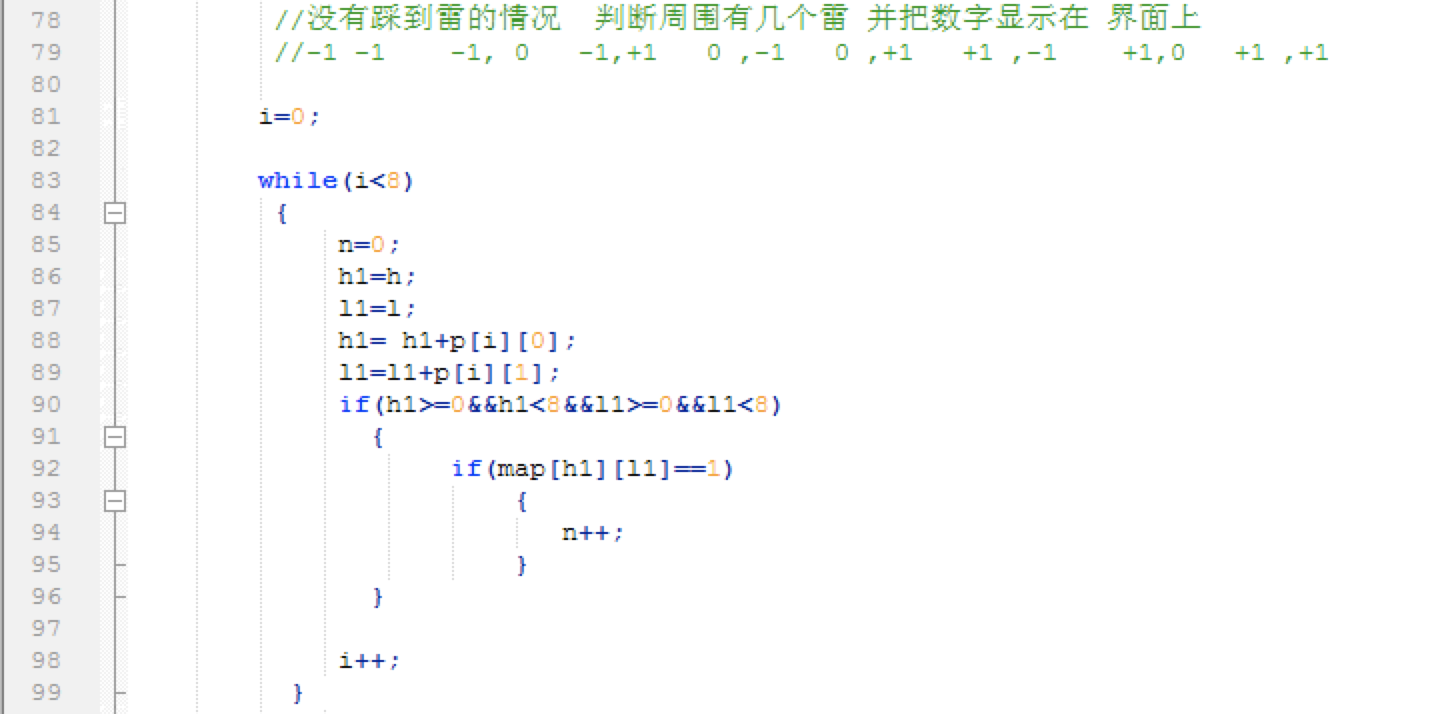 78 //没有踩到雷的情况 判断周围有几个雷 并把数字显示在 界面上
79 //-1 -1 -1, 0 -1,+1 0 ,-1 0 ,+1 +1 ,-1 +1,0 +1 ,+1
80
81 i=0;
82
83 while(i<8)
84 {
85 n=0;
86 h1=h;
87 l1=l;
88 h1= h1+p[i][0];
89 l1=l1+p[i][1];
90 if(h1>=0&&h1<8&&l1>=0&&l1<8)
91 {
92 if(map[h1][l1]==1)
93 {
94 n++;
95 }
96 }
97
98 i++;
99 }